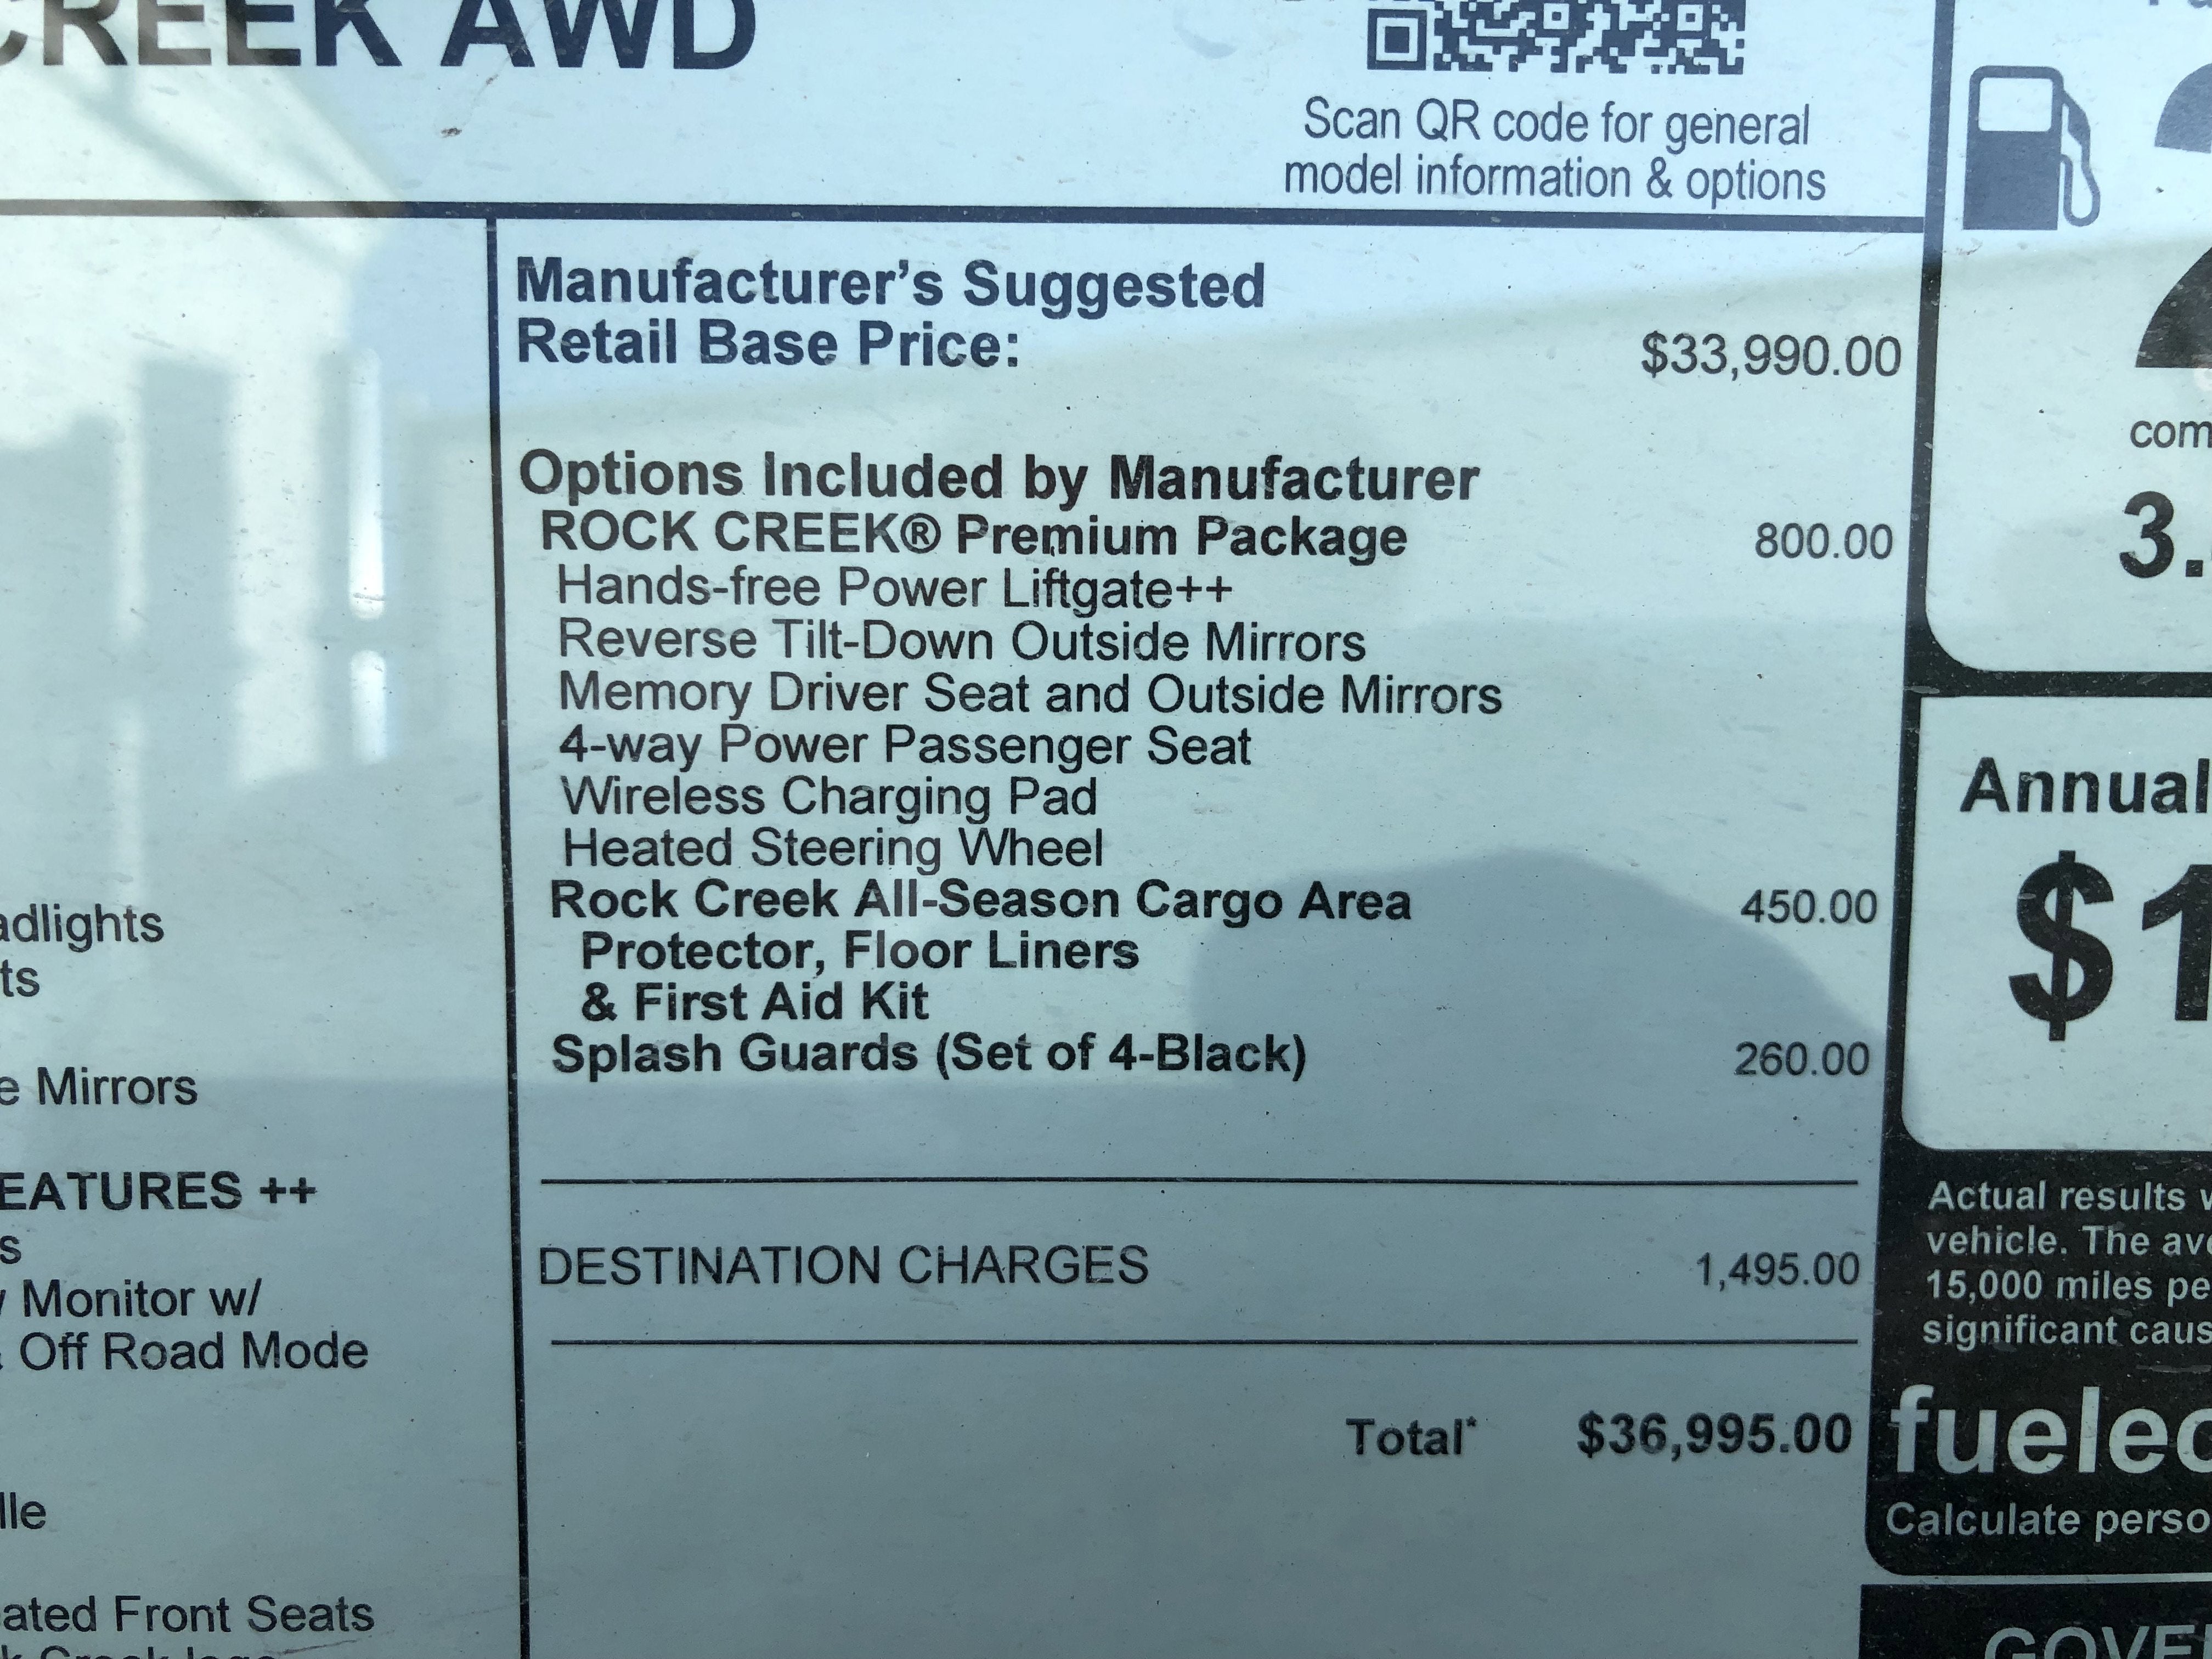 CREEK AWD
Scan QR code for general
model information & options
Manufacturer's Suggested
Retail Base Price: $33,990.00
Options Included by Manufacturer
ROCK CREEK® Premium Package 800.00
Hands-free Power Liftgate++
Reverse Tilt-Down Outside Mirrors
Memory Driver Seat and Outside Mirrors
4-way Power Passenger Seat
Wireless Charging Pad
Heated Steering Wheel
Rock Creek All-Season Cargo Area 450.00
Protector, Floor Liners
& First Aid Kit
Splash Guards (Set of 4-Black) 260.00
DESTINATION CHARGES 1,495.00
Total* $36,995.00
adlights
ts
e Mirrors
EATURES ++
s
Monitor w/
Off Road Mode
lle
ated Front Seats
com
3.
Annual
$1
Actual results
vehicle. The ave
15,000 miles pe
significant caus
fuelec
Calculate perso
GOVE